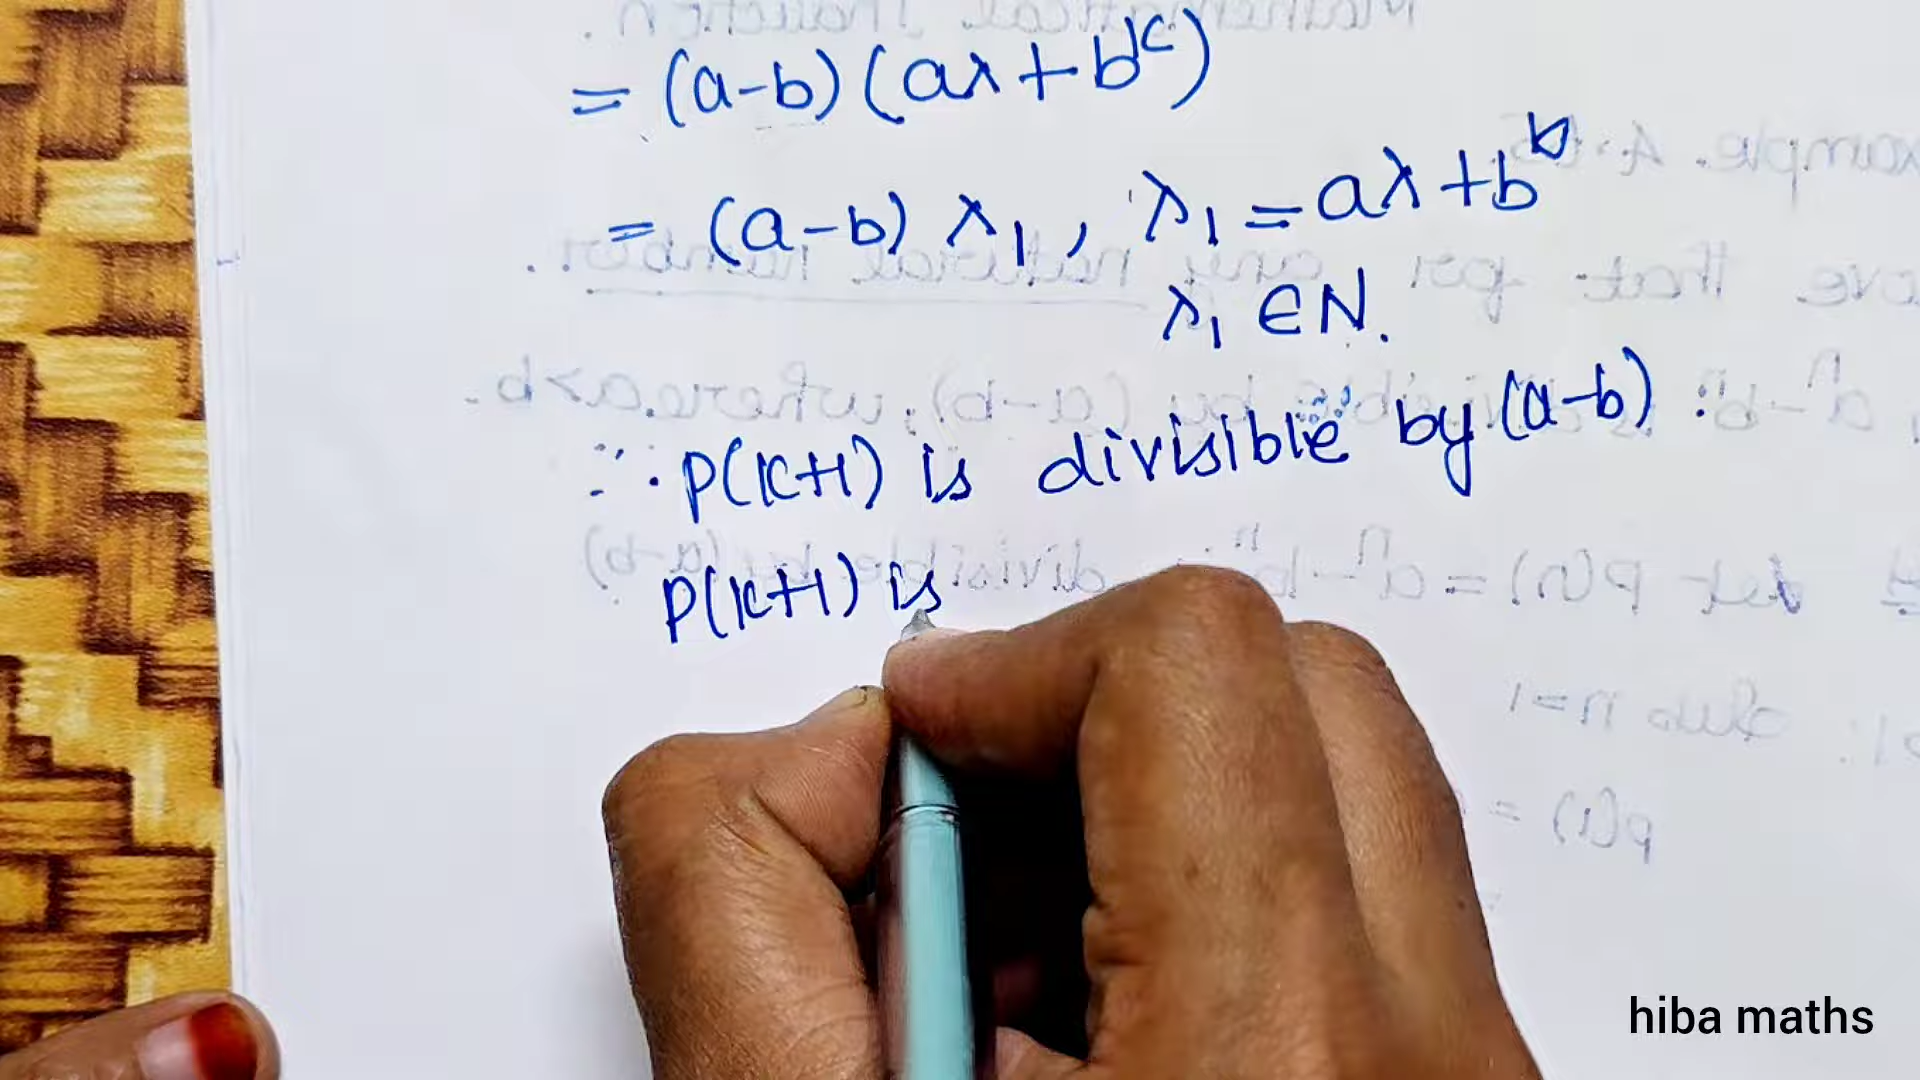 = (a-b) (aλ + b^k)
= (a-b) λ₁, λ₁ = aλ + b^k
λ₁ ∈ N.
∴ P(k+1) is divisible by (a-b)
P(k+1) is
hiba maths